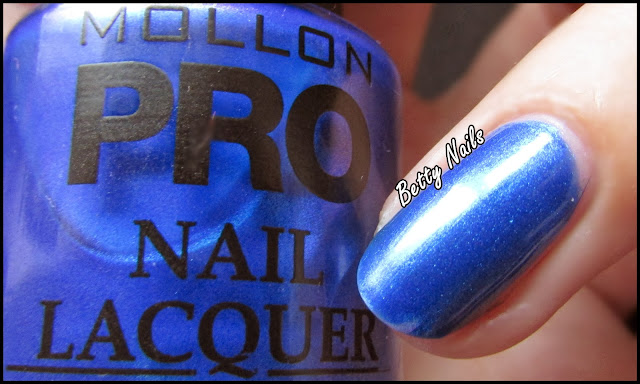 MOLLON
PRO
NAIL
LACQUER
Betty Nails